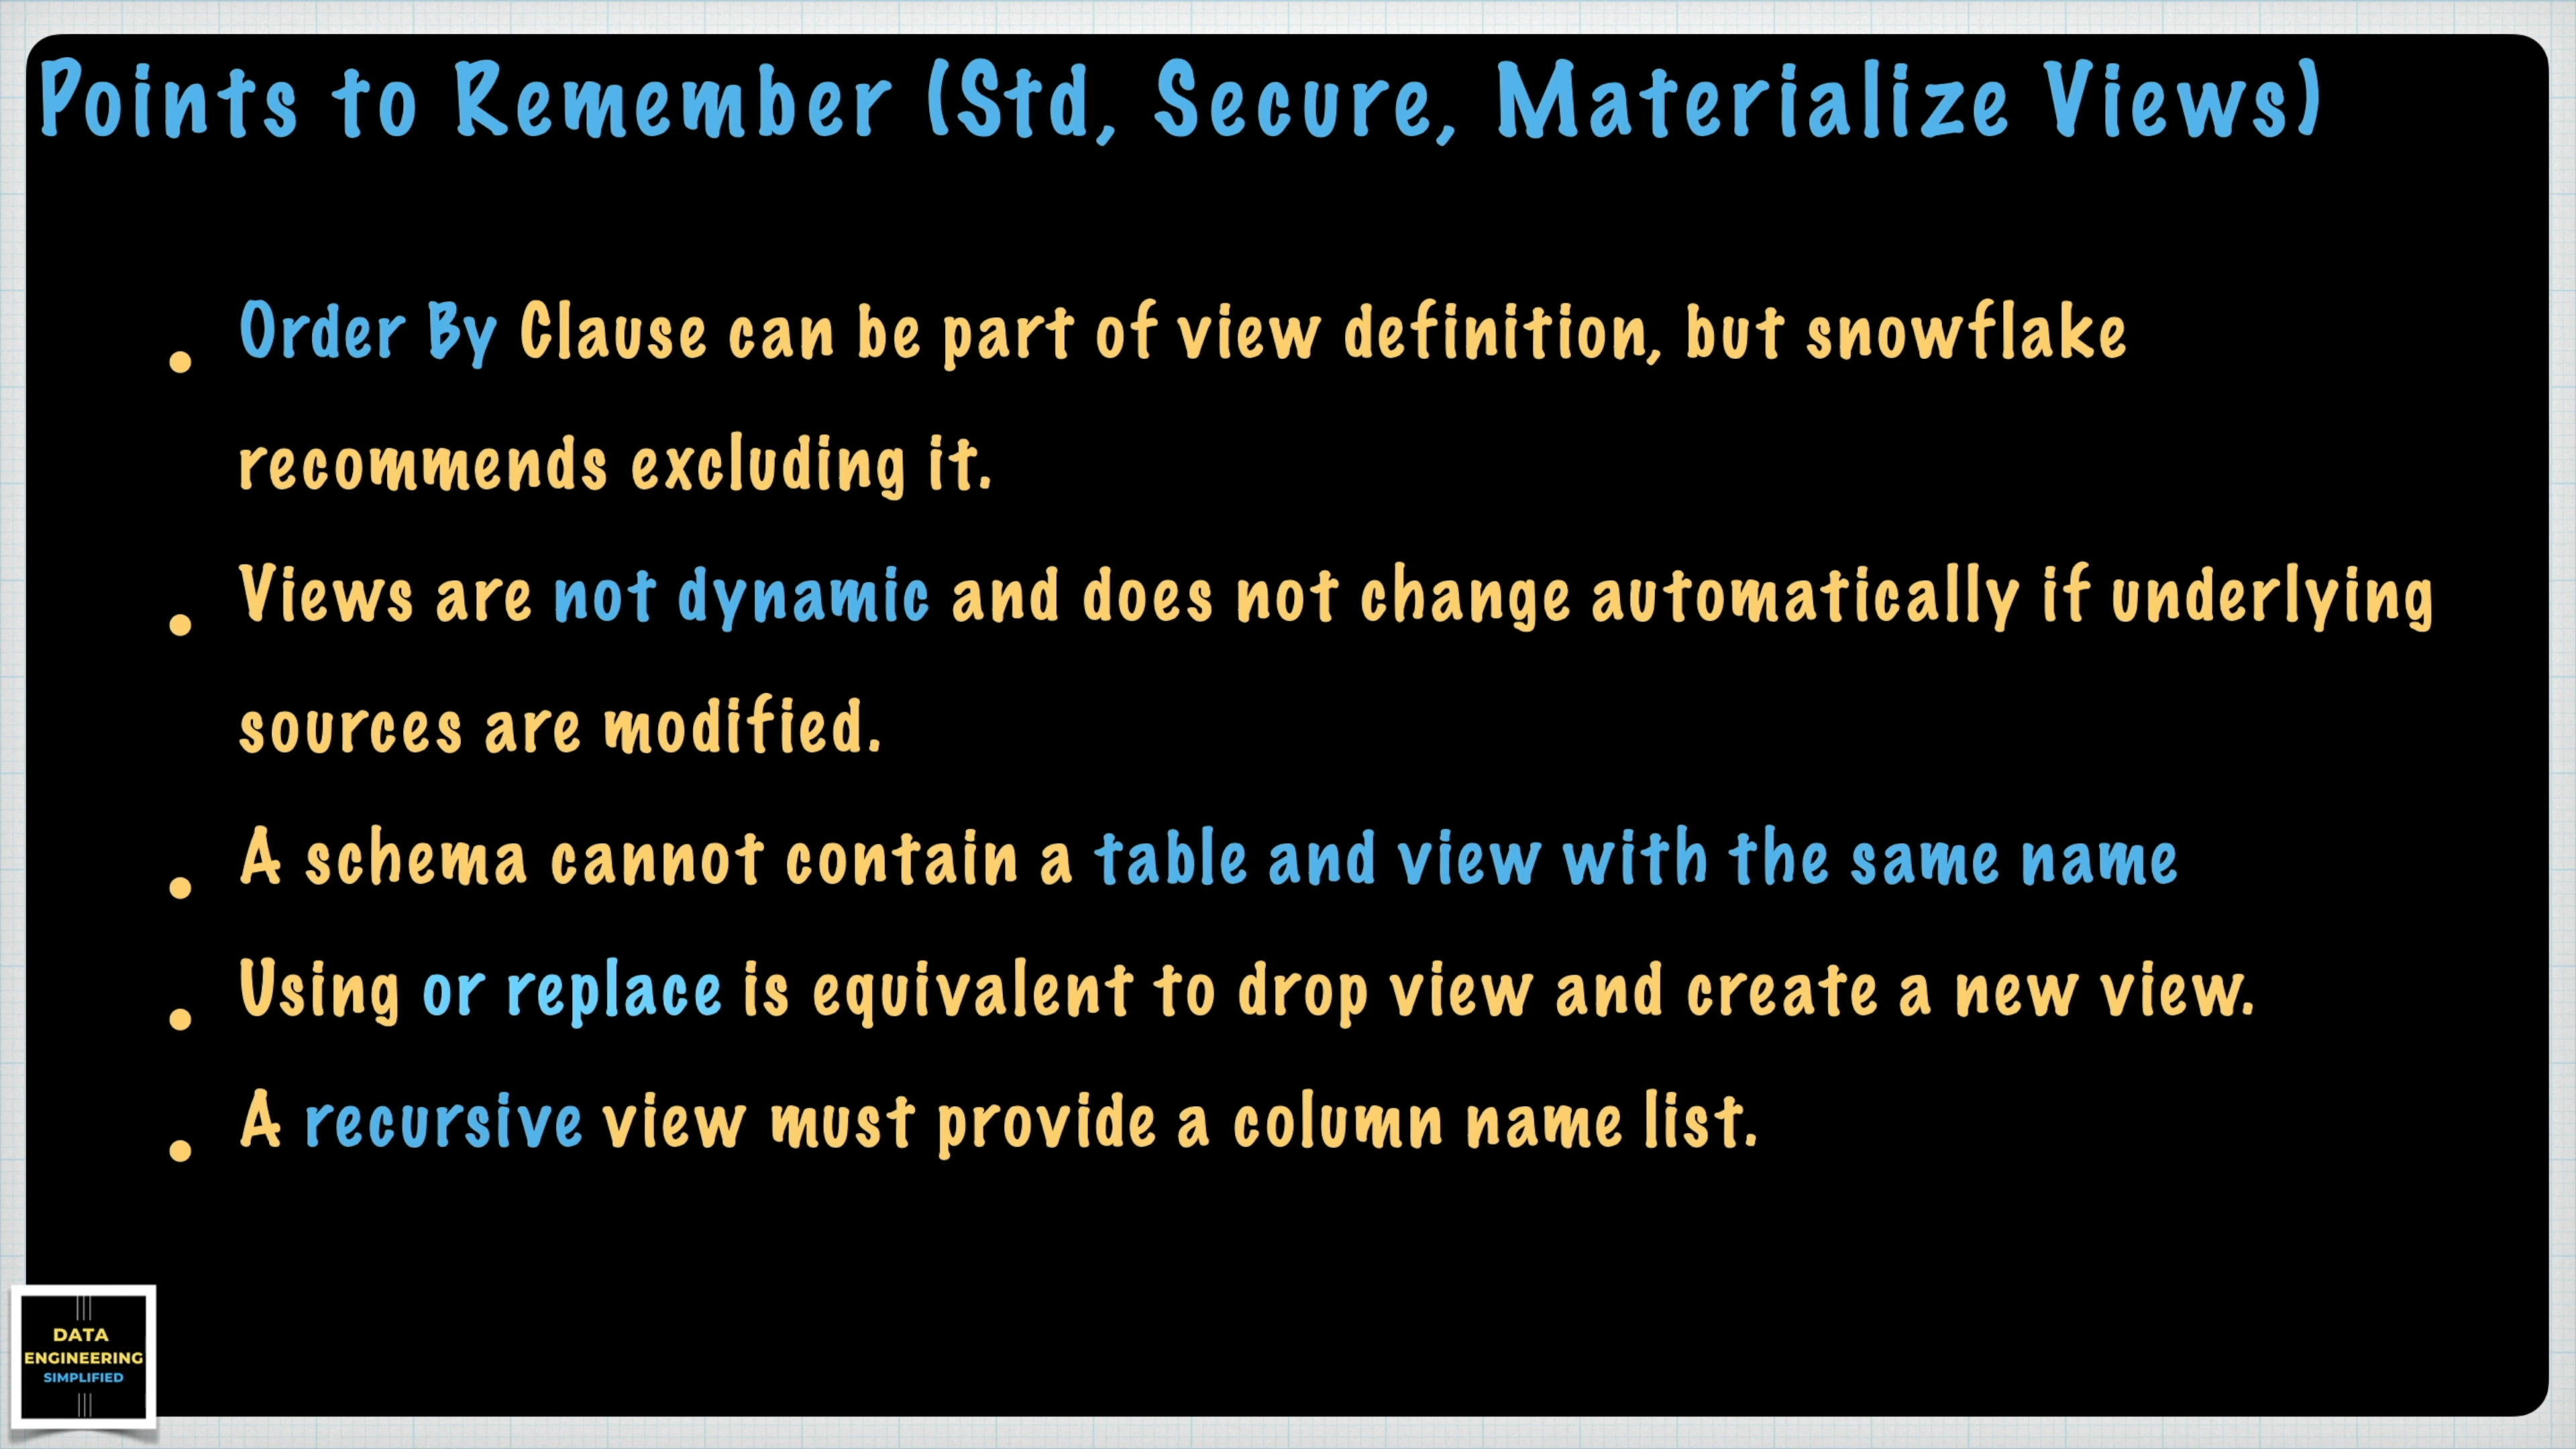 Points to Remember (Std, Secure, Materialize Views)
• Order By Clause can be part of view definition, but snowflake
recommends excluding it.
• Views are not dynamic and does not change automatically if underlying
sources are modified.
• A schema cannot contain a table and view with the same name
• Using or replace is equivalent to drop view and create a new view.
• A recursive view must provide a column name list.
DATA
ENGINEERING
SIMPLIFIED